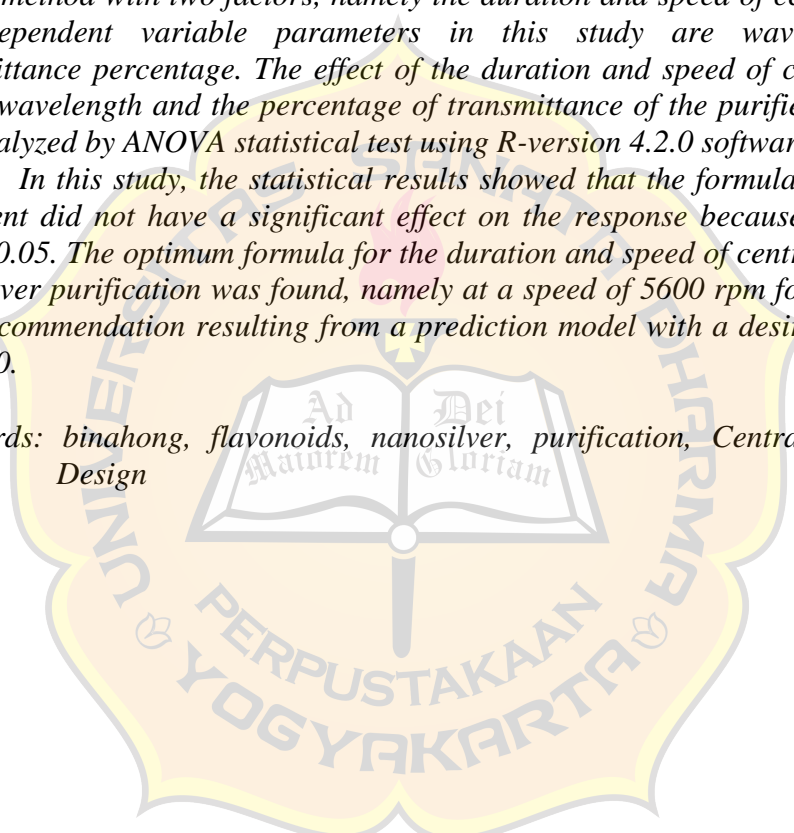 method with two factors, namely the duration and speed of ce
ependent variable parameters in this study are wav
ittance percentage. The effect of the duration and speed of c
wavelength and the percentage of transmittance of the purifie
alyzed by ANOVA statistical test using R-version 4.2.0 softwar
In this study, the statistical results showed that the formula
ent did not have a significant effect on the response because
0.05. The optimum formula for the duration and speed of centr
ver purification was found, namely at a speed of 5600 rpm fo
commendation resulting from a prediction model with a desir
0.
rds: binahong, flavonoids, nanosilver, purification, Centra
Design
UNIVERSITAS SANATA DHARMA
Ad Dei
Maiorem Gloriam
PERPUSTAKAAN
YOGYAKARTA